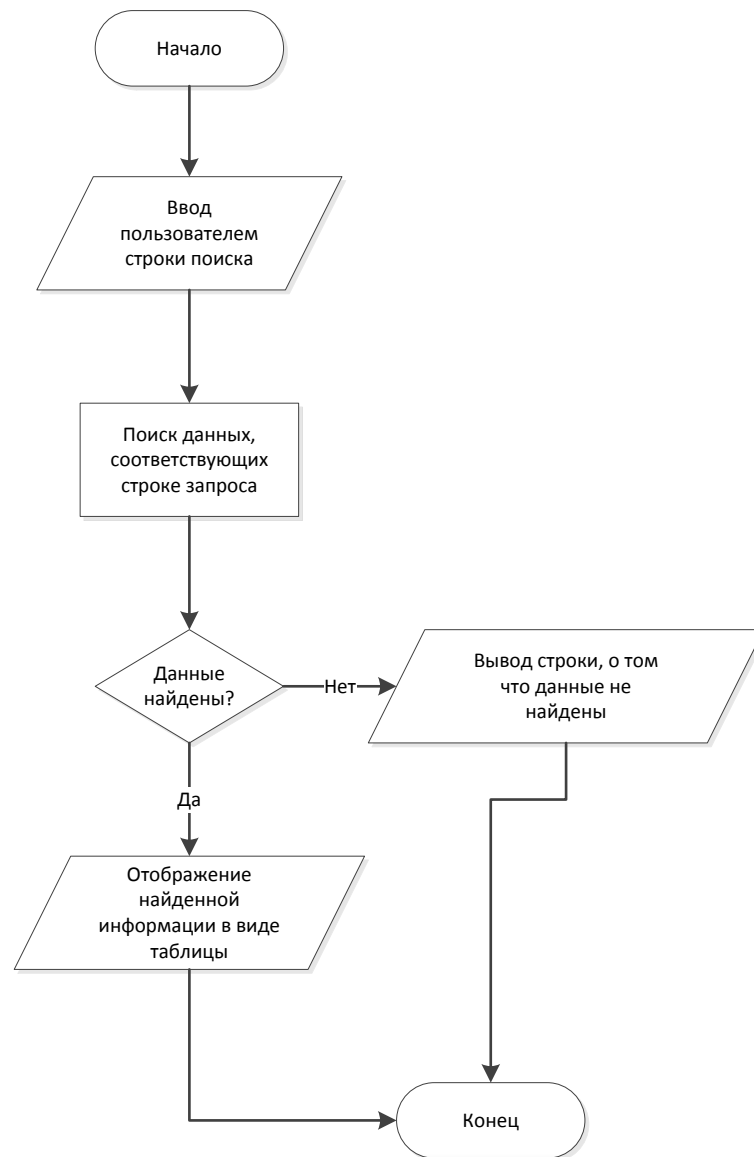 Начало
Ввод
пользователем
строки поиска
Поиск данных,
соответствующих
строке запроса
Данные
найдены?
Нет
Вывод строки, о том
что данные не
найдены
Да
Отображение
найденной
информации в виде
таблицы
Конец